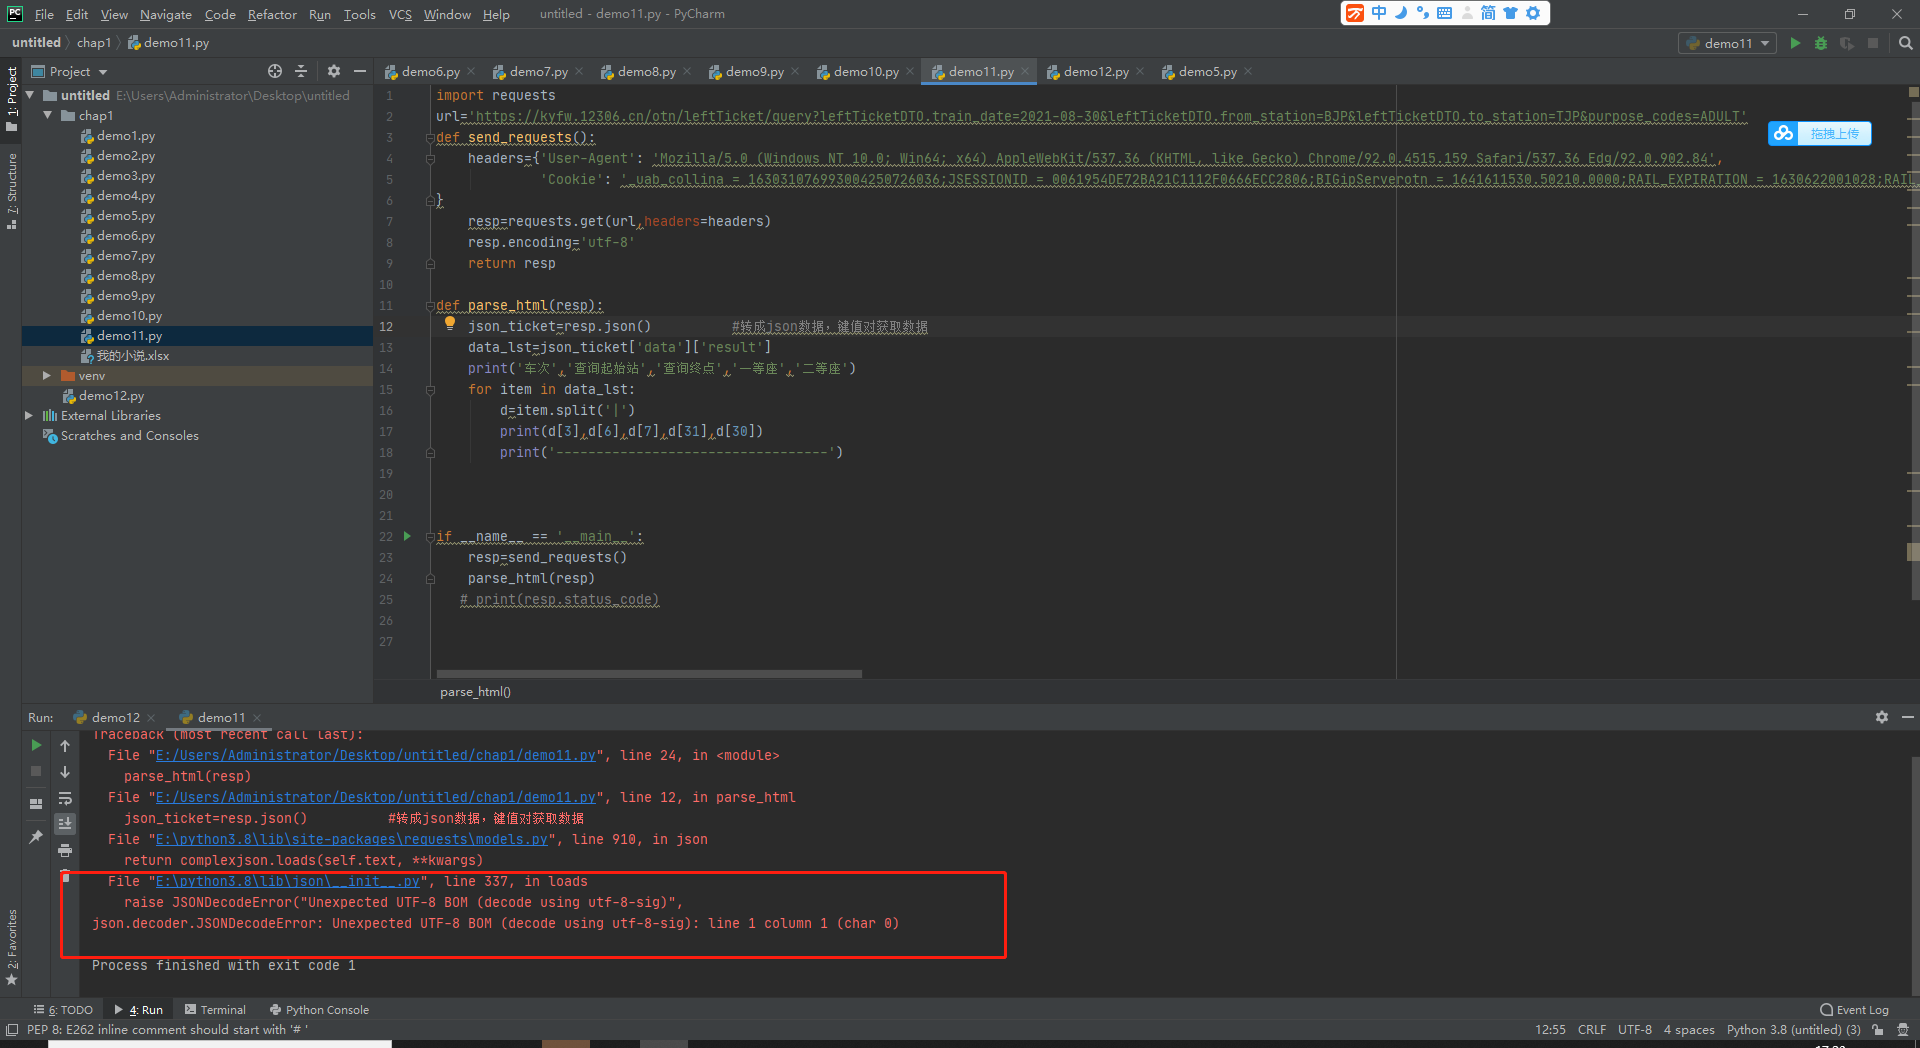 File Edit View Navigate Code Refactor Run Tools VCS Window Help untitled - demo11.py - PyCharm
中 简
untitled chap1 demo11.py
demo11
Project
demo6.py demo7.py demo8.py demo9.py demo10.py demo11.py demo12.py demo5.py
1: Project
7: Structure
2: Favorites
untitled E:\Users\Administrator\Desktop\untitled
chap1
demo1.py
demo2.py
demo3.py
demo4.py
demo5.py
demo6.py
demo7.py
demo8.py
demo9.py
demo10.py
demo11.py
我的小说.xlsx
venv
demo12.py
External Libraries
Scratches and Consoles
拖拽上传
1 import requests
2 url='https://kyfw.12306.cn/otn/leftTicket/query?leftTicketDTO.train_date=2021-08-30&leftTicketDTO.from_station=BJP&leftTicketDTO.to_station=TJP&purpose_codes=ADULT'
3 def send_requests():
4 headers={'User-Agent': 'Mozilla/5.0 (Windows NT 10.0; Win64; x64) AppleWebKit/537.36 (KHTML, like Gecko) Chrome/92.0.4515.159 Safari/537.36 Edg/92.0.902.84',
5 'Cookie': '_uab_collina = 163031076993004250726036;JSESSIONID = 0061954DE72BA21C1112F0666ECC2806;BIGipServerotn = 1641611530.50210.0000;RAIL_EXPIRATION = 1630622001028;RAIL_
6 }
7 resp=requests.get(url,headers=headers)
8 resp.encoding='utf-8'
9 return resp
10
11 def parse_html(resp):
12 json_ticket=resp.json() #转成json数据，键值对获取数据
13 data_lst=json_ticket['data']['result']
14 print('车次','查询起始站','查询终点','一等座','二等座')
15 for item in data_lst:
16 d=item.split('|')
17 print(d[3],d[6],d[7],d[31],d[30])
18 print('----------------------------------')
19
20
21
22 if __name__ == '__main__':
23 resp=send_requests()
24 parse_html(resp)
25 # print(resp.status_code)
26
27
parse_html()
Run: demo12 demo11
Traceback (most recent call last):
File "E:/Users/Administrator/Desktop/untitled/chap1/demo11.py", line 24, in <module>
parse_html(resp)
File "E:/Users/Administrator/Desktop/untitled/chap1/demo11.py", line 12, in parse_html
json_ticket=resp.json() #转成json数据，键值对获取数据
File "E:\python3.8\lib\site-packages\requests\models.py", line 910, in json
return complexjson.loads(self.text, **kwargs)
File "E:\python3.8\lib\json\__init__.py", line 337, in loads
raise JSONDecodeError("Unexpected UTF-8 BOM (decode using utf-8-sig)",
json.decoder.JSONDecodeError: Unexpected UTF-8 BOM (decode using utf-8-sig): line 1 column 1 (char 0)
Process finished with exit code 1
6: TODO 4: Run Terminal Python Console Event Log
PEP 8: E262 inline comment should start with '# ' 12:55 CRLF UTF-8 4 spaces Python 3.8 (untitled) (3)